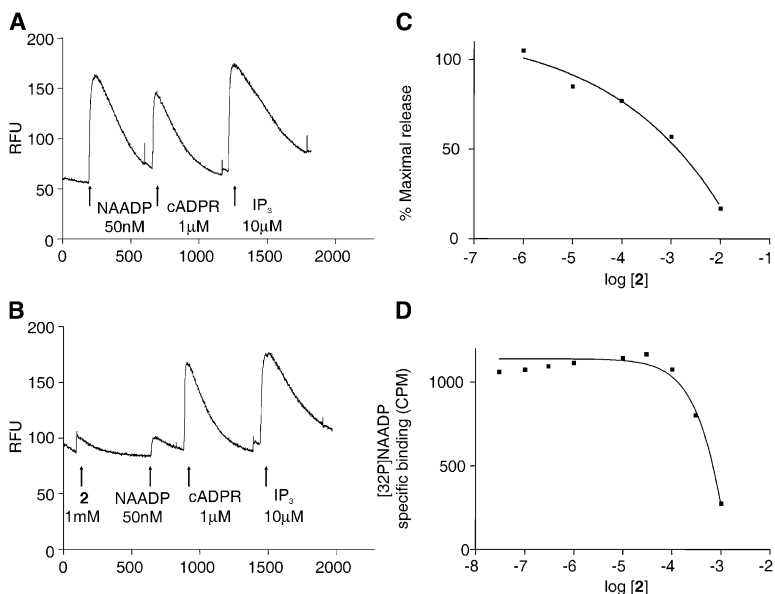 A
200
150
100
50
0
RFU
NAADP
50nM
cADPR
1µM
IP3
10µM
0 500 1000 1500 2000
B
200
150
100
50
0
RFU
2
1mM
NAADP
50nM
cADPR
1µM
IP3
10µM
0 500 1000 1500 2000
C
100
50
0
% Maximal release
-7 -6 -5 -4 -3 -2 -1
log [2]
D
1000
500
0
[32P]NAADP
specific binding (CPM)
-8 -7 -6 -5 -4 -3 -2
log [2]